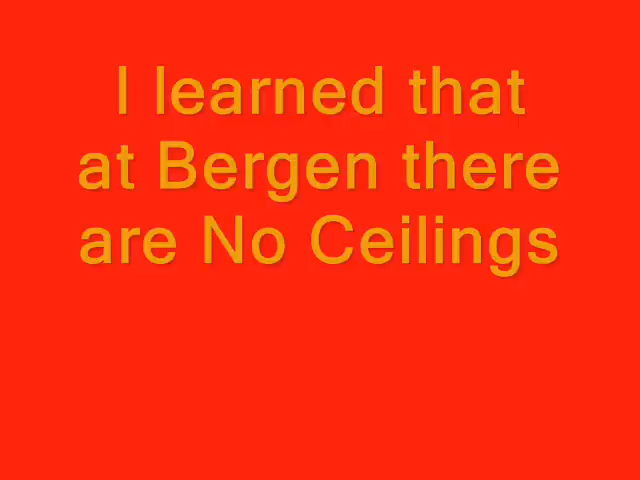 I learned that
at Bergen there
are No Ceilings